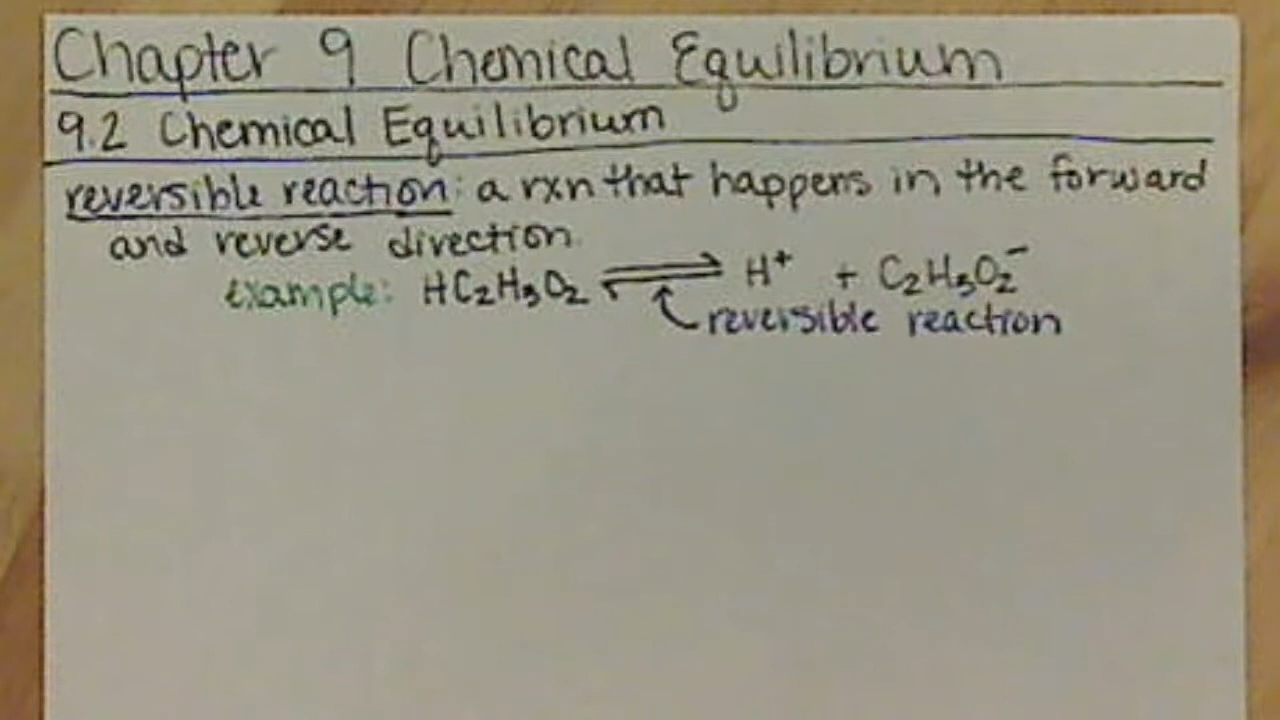 Chapter 9 Chemical Equilibrium
9.2 Chemical Equilibrium
reversible reaction: a rxn that happens in the forward
and reverse direction.
example: HC₂H₃O₂ ⇌ H⁺ + C₂H₃O₂⁻
reversible reaction